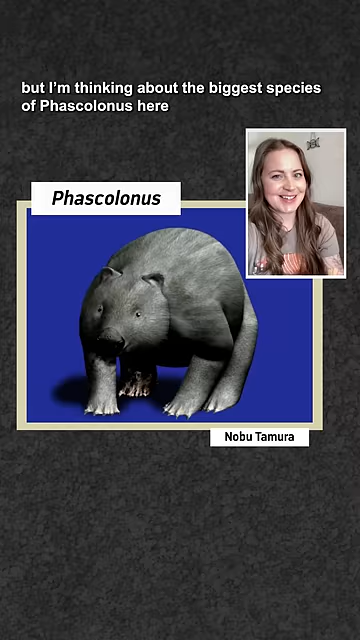 but I'm thinking about the biggest species
of Phascolonus here
Phascolonus
Nobu Tamura